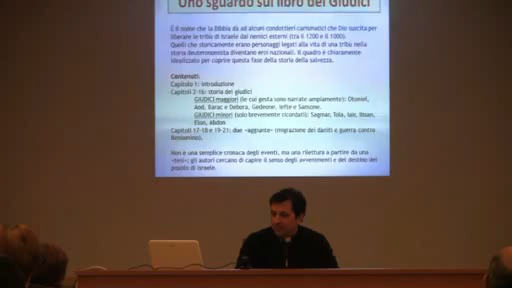 Uno sguardo sul libro dei Giudici
È il nome che la Bibbia dà ad alcuni condottieri carismatici che Dio suscita per
liberare le tribù di Israele dai nemici esterni (tra il 1200 e il 1000).
Quelli che storicamente erano personaggi legati alla vita di una tribù nella
storia deuteronomista diventano eroi nazionali. Il quadro è chiaramente
idealizzato per coprire questa fase della storia della salvezza.
Contenuti:
Capitolo 1: introduzione
Capitoli 2-16: storia dei giudici
GIUDICI maggiori (le cui gesta sono narrate ampiamente): Otoniel,
Aod, Barac e Debora, Gedeone, Iefte e Sansone.
GIUDICI minori (solo brevemente ricordati): Sagmar, Tola, Iair, Ibsan,
Elon, Abdon
Capitoli 17-18 e 19-21: due «aggiunte» (migrazione dei daniti e guerra contro
Beniamino).
Non è una semplice cronaca degli eventi, ma una rilettura a partire da una
«tesi»; gli autori cercano di capire il senso degli avvenimenti e del destino del
popolo di Israele.